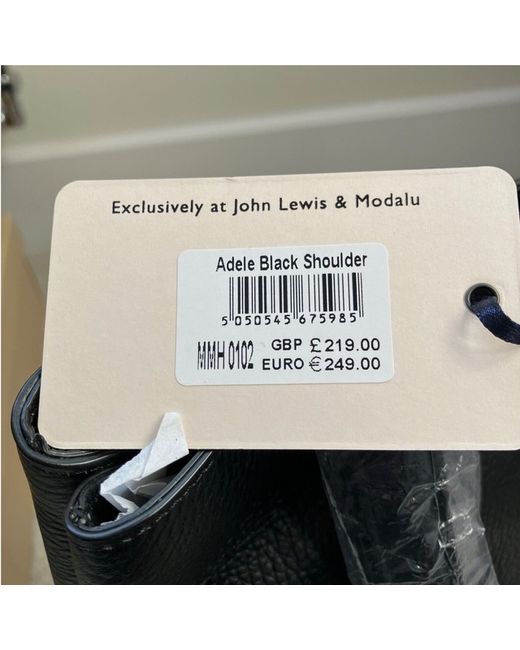 Exclusively at John Lewis & Modalu
Adele Black Shoulder
5 050545 675985
MMH 0102 GBP £ 219.00
EURO € 249.00